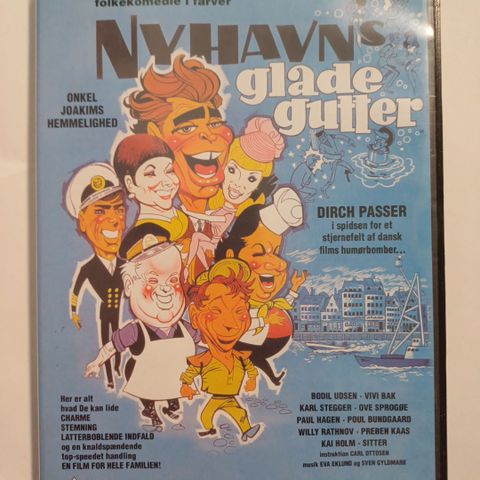 folkekomedie i farver
NYHAVNS
glade
gutter
ONKEL
JOAKIMS
HEMMELIGHED
DIRCH PASSER
i spidsen for et
stjernefelt af dansk
films humørbomber...
Her er alt
hvad De kan lide
CHARME
STEMNING
LATTERBOBLENDE INDFALD
og en knaldspændende
top-speedet handling
EN FILM FOR HELE FAMILIEN!
BODIL UDSEN - VIVI BAK
KARL STEGGER - OVE SPROGØE
PAUL HAGEN - POUL BUNDGAARD
WILLY RATHNOV - PREBEN KAAS
KAI HOLM - SITTER
instruktion CARL OTTOSEN
musik EVA EKLUND og SVEN GYLDMARK